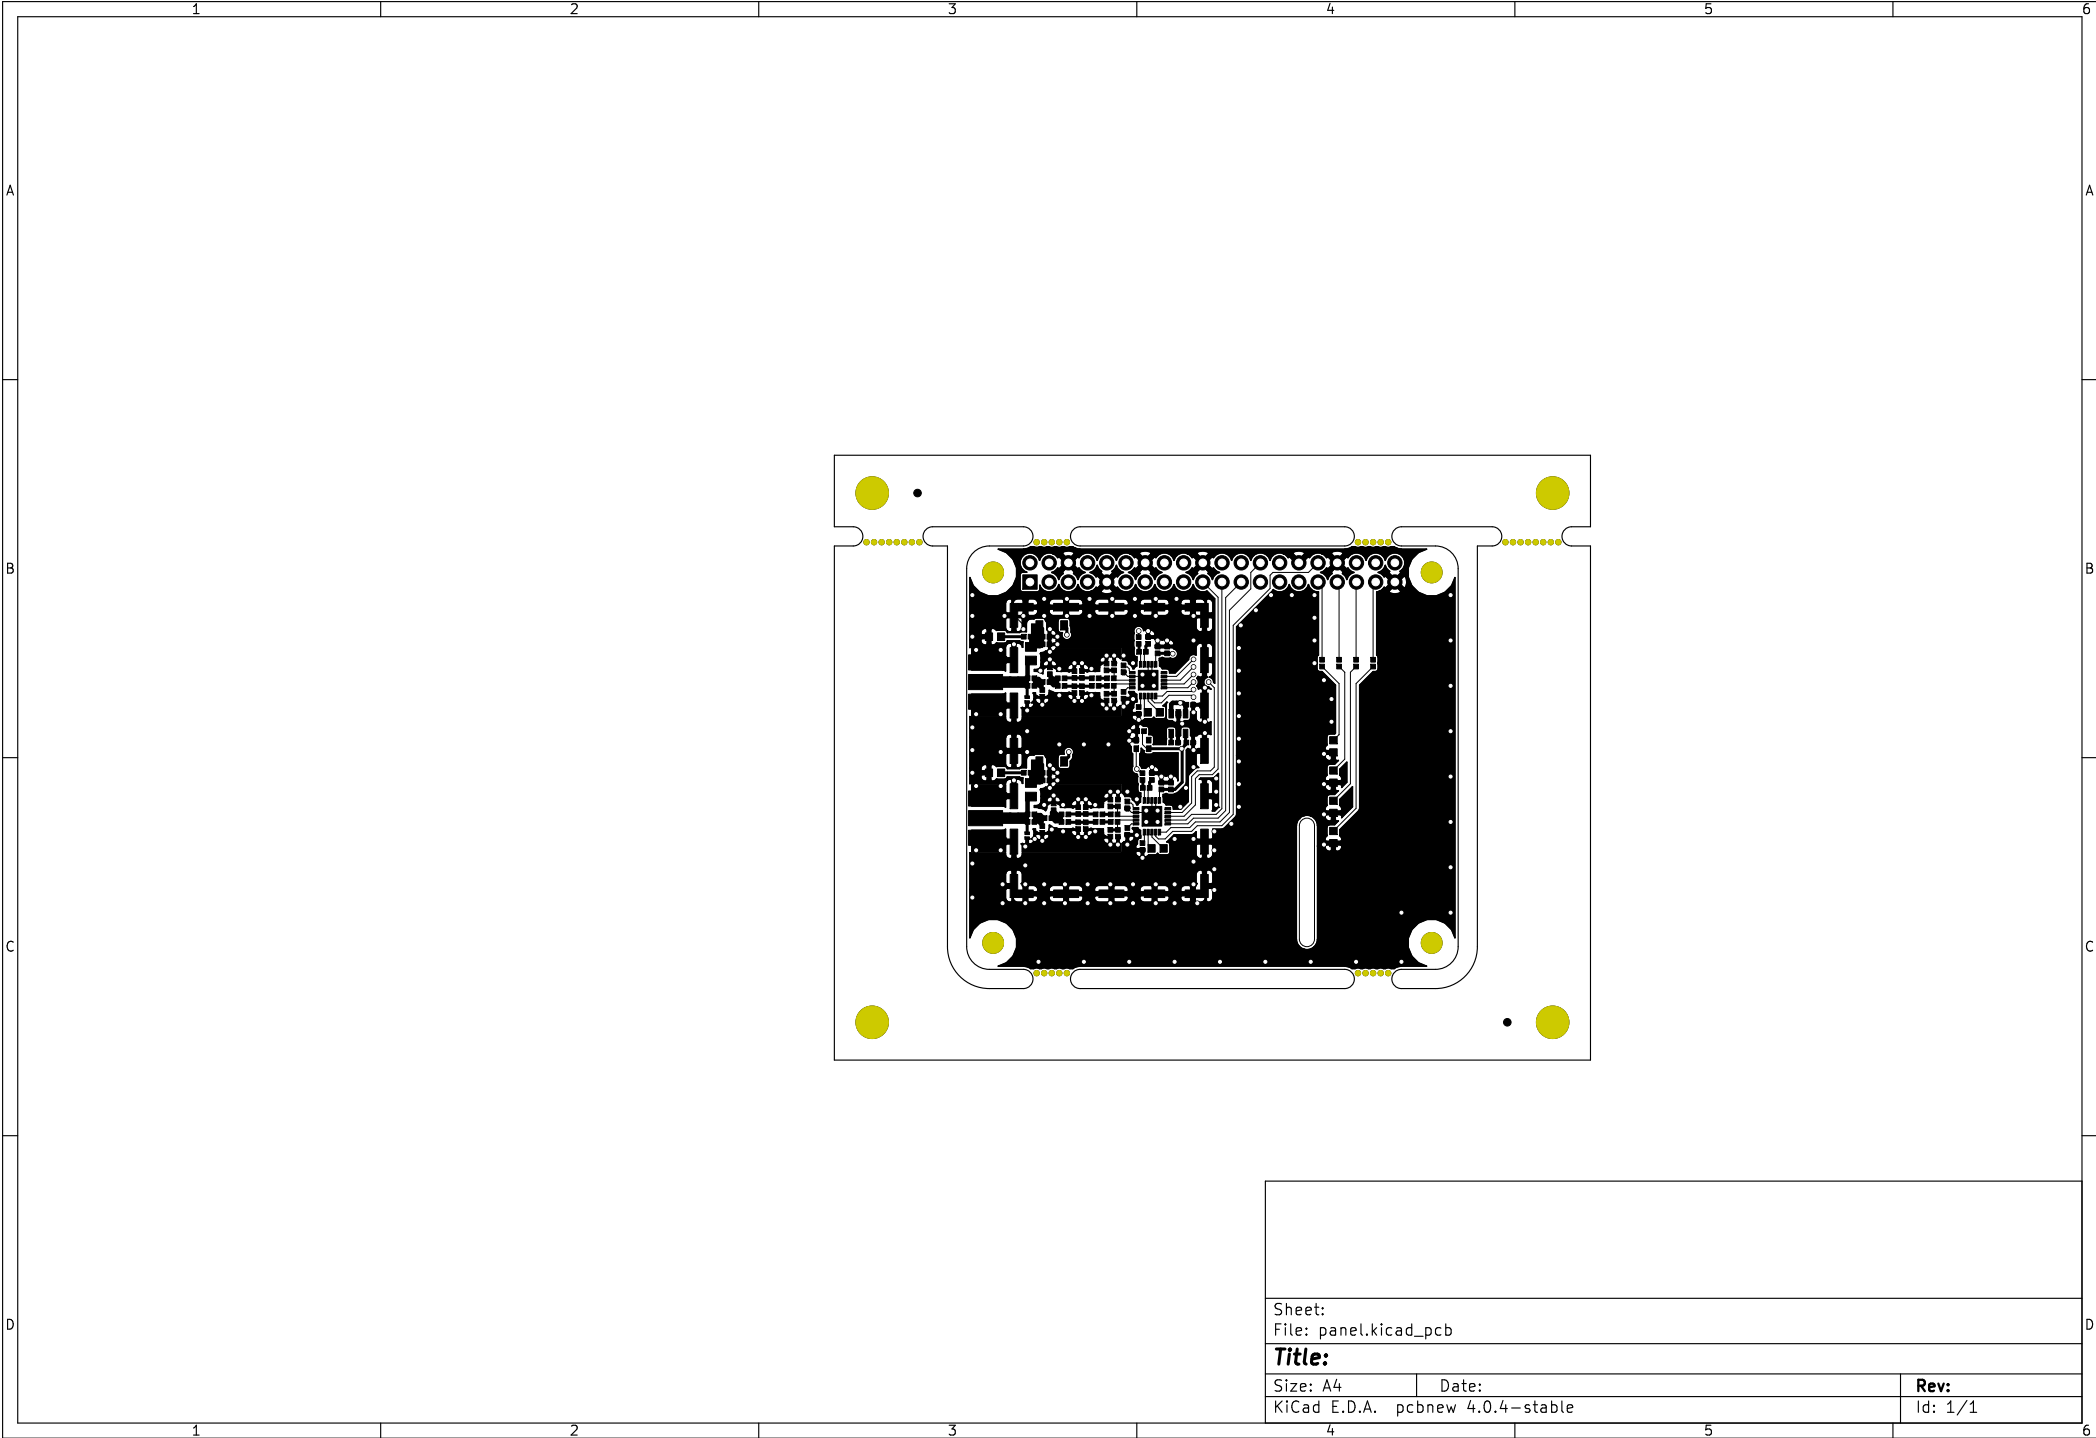 1 2 3 4 5 6
A A
B B
C C
Sheet:
File: panel.kicad_pcb
D D
Title:
Size: A4 Date: Rev:
KiCad E.D.A. pcbnew 4.0.4-stable Id: 1/1
1 2 3 4 5 6